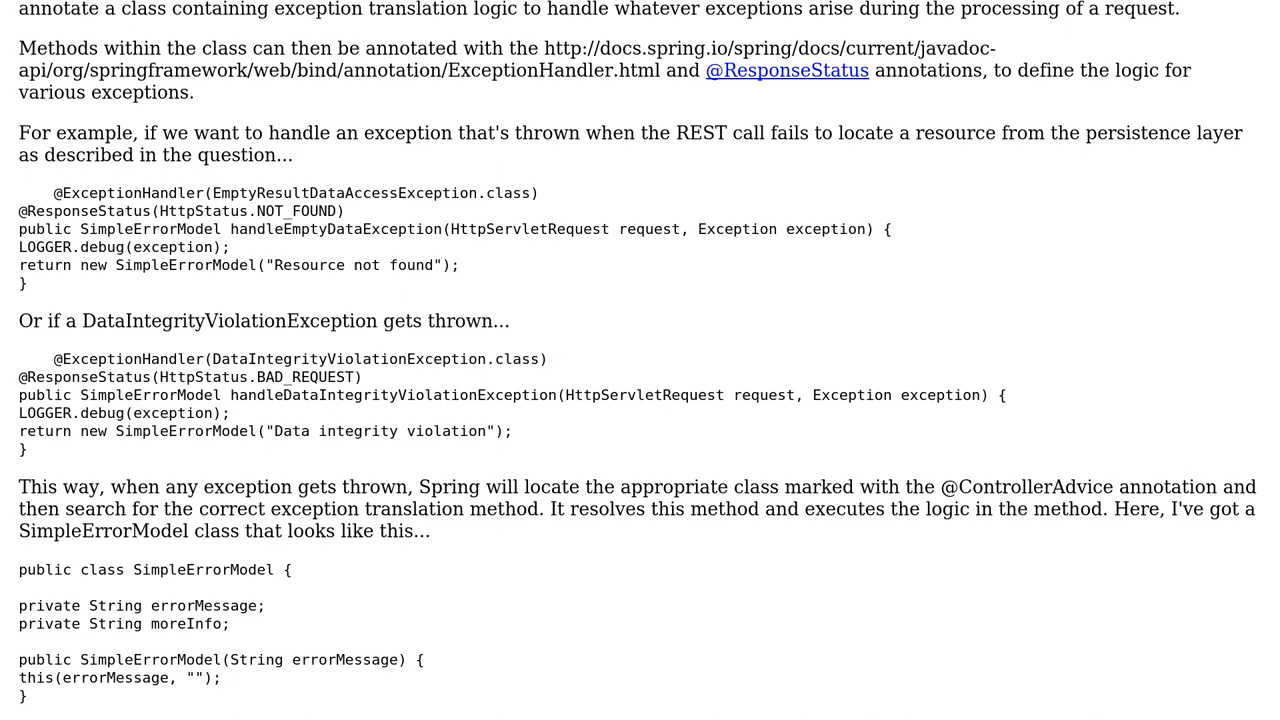 annotate a class containing exception translation logic to handle whatever exceptions arise during the processing of a request.
Methods within the class can then be annotated with the http://docs.spring.io/spring/docs/current/javadoc-
api/org/springframework/web/bind/annotation/ExceptionHandler.html and @ResponseStatus annotations, to define the logic for
various exceptions.
For example, if we want to handle an exception that's thrown when the REST call fails to locate a resource from the persistence layer
as described in the question...
@ExceptionHandler(EmptyResultDataAccessException.class)
@ResponseStatus(HttpStatus.NOT_FOUND)
public SimpleErrorModel handleEmptyDataException(HttpServletRequest request, Exception exception) {
LOGGER.debug(exception);
return new SimpleErrorModel("Resource not found");
}
Or if a DataIntegrityViolationException gets thrown...
@ExceptionHandler(DataIntegrityViolationException.class)
@ResponseStatus(HttpStatus.BAD_REQUEST)
public SimpleErrorModel handleDataIntegrityViolationException(HttpServletRequest request, Exception exception) {
LOGGER.debug(exception);
return new SimpleErrorModel("Data integrity violation");
}
This way, when any exception gets thrown, Spring will locate the appropriate class marked with the @ControllerAdvice annotation and
then search for the correct exception translation method. It resolves this method and executes the logic in the method. Here, I've got a
SimpleErrorModel class that looks like this...
public class SimpleErrorModel {
private String errorMessage;
private String moreInfo;
public SimpleErrorModel(String errorMessage) {
this(errorMessage, "");
}